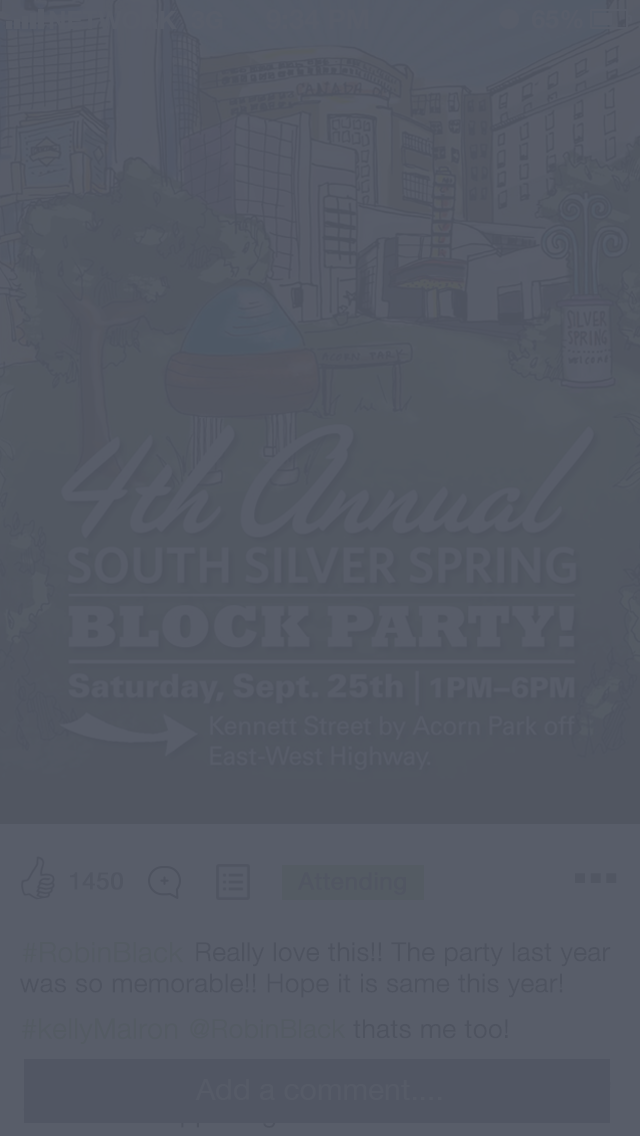 65%
SILVER
SPRING
4th Annual
SOUTH SILVER SPRING
BLOCK PARTY!
Saturday, Sept. 25th | 1PM–6PM
Kennett Street by Acorn Park off
East-West Highway.
1450
Attending
#RobinBlack Really love this!! The party last year
was so memorable!! Hope it is same this year!
#kellyMairon @RobinBlack thats me too!
Add a comment....